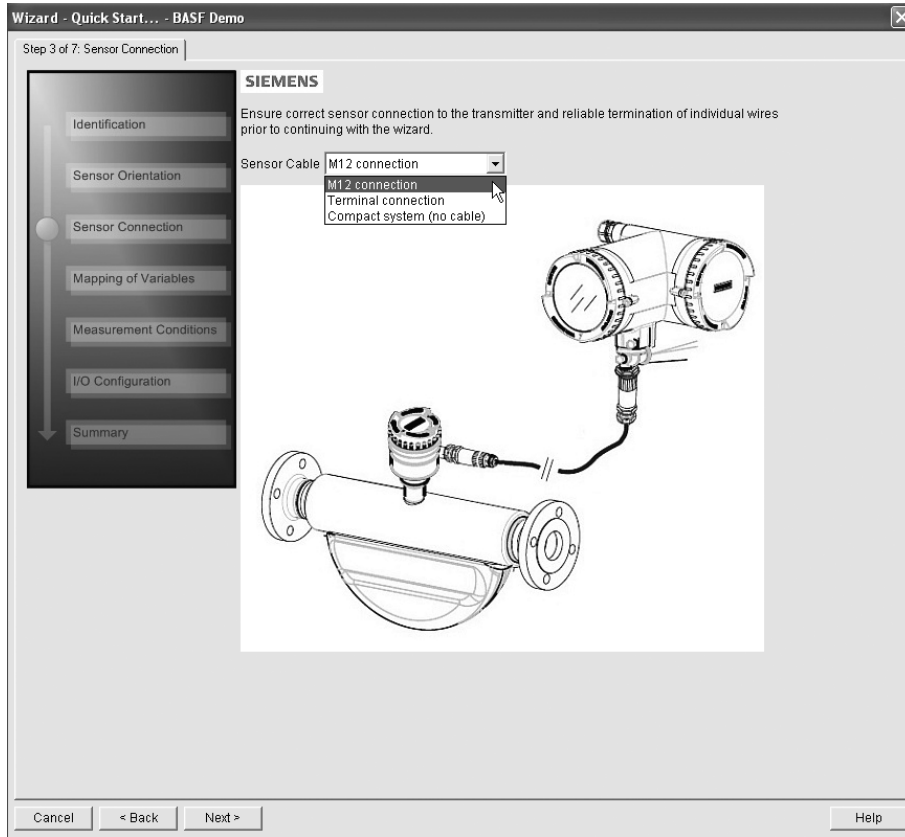 Wizard - Quick Start... - BASF Demo
Step 3 of 7: Sensor Connection
Identification
Sensor Orientation
Sensor Connection
Mapping of Variables
Measurement Conditions
I/O Configuration
Summary
SIEMENS
Ensure correct sensor connection to the transmitter and reliable termination of individual wires
prior to continuing with the wizard.
Sensor Cable M12 connection
M12 connection
Terminal connection
Compact system (no cable)
Cancel < Back Next > Help